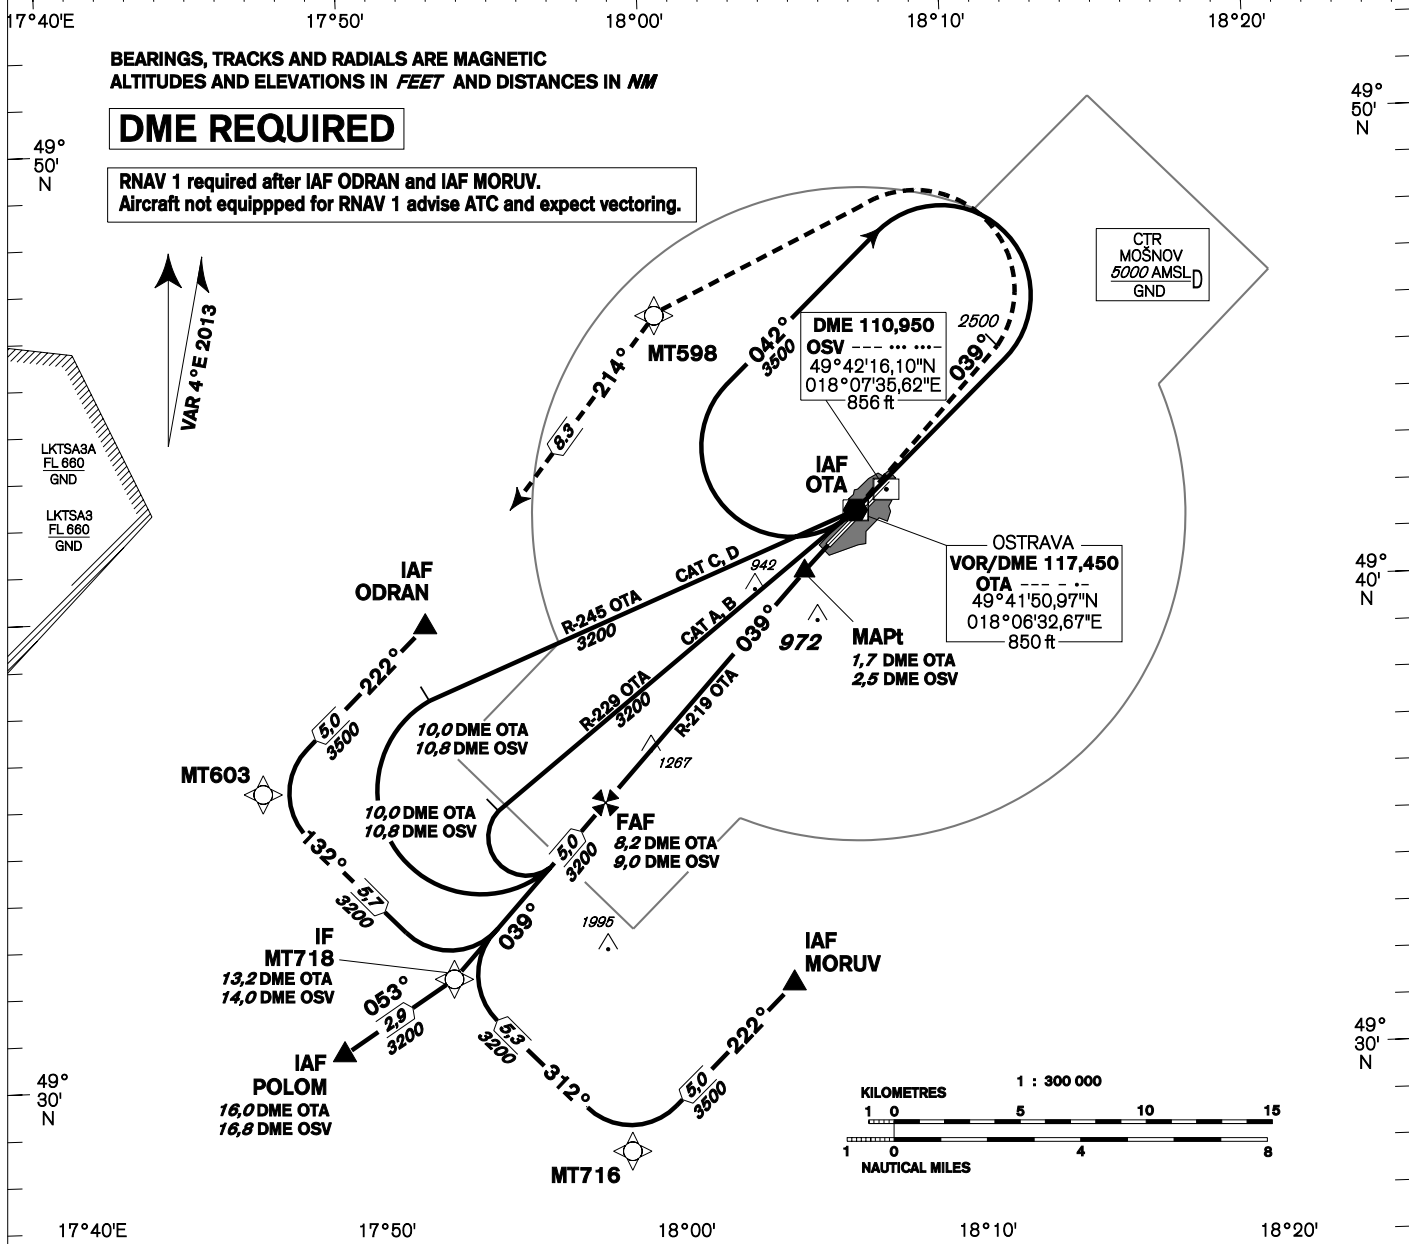 17°40'E
17°50'
18°00'
18°10'
18°20'
BEARINGS, TRACKS AND RADIALS ARE MAGNETIC
ALTITUDES AND ELEVATIONS IN FEET AND DISTANCES IN NM
DME REQUIRED
49°
50'
N
49°
50'
N
RNAV 1 required after IAF ODRAN and IAF MORUV.
Aircraft not equippped for RNAV 1 advise ATC and expect vectoring.
VAR 4°E 2013
CTR
MOŠNOV
5000 AMSL
GND
D
MT598
214°
8.3
042°
3500
2500
039°
DME 110,950
OSV --- ... ...-
49°42'16,10"N
018°07'35,62"E
856 ft
LKTSA3A
FL 660
GND
LKTSA3
FL 660
GND
IAF
OTA
OSTRAVA
VOR/DME 117,450
OTA --- - .-
49°41'50,97"N
018°06'32,67"E
850 ft
49°
40'
N
IAF
ODRAN
CAT C, D
R-245 OTA
3200
942
CAT A, B
R-229 OTA
3200
039°
R-219 OTA
972
MAPt
1,7 DME OTA
2,5 DME OSV
222°
5,0
3500
10,0 DME OTA
10,8 DME OSV
1267
MT603
10,0 DME OTA
10,8 DME OSV
FAF
8,2 DME OTA
9,0 DME OSV
5,0
3200
132°
5,7
3200
039°
1995
IF
MT718
13,2 DME OTA
14,0 DME OSV
053°
2,9
3200
IAF
MORUV
IAF
POLOM
16,0 DME OTA
16,8 DME OSV
5,3
3200
312°
222°
5,0
3500
MT716
49°
30'
N
49°
30'
N
1 : 300 000
KILOMETRES
1 0 5 10 15
1 0 4 8
NAUTICAL MILES
17°40'E
17°50'
18°00'
18°10'
18°20'